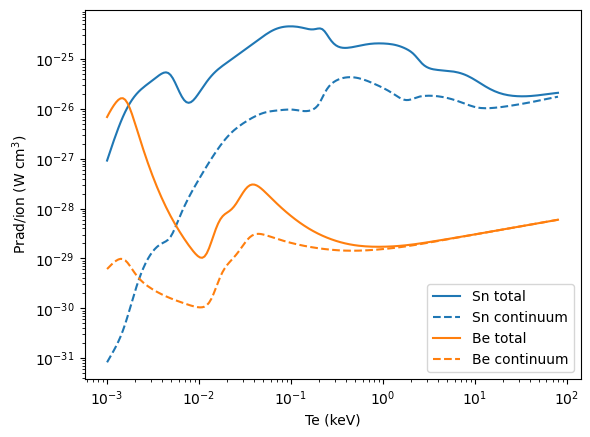 10⁻²⁵
10⁻²⁶
10⁻²⁷
10⁻²⁸
10⁻²⁹
10⁻³⁰
10⁻³¹
Prad/ion (W cm³)
Sn total
Sn continuum
Be total
Be continuum
10⁻³ 10⁻² 10⁻¹ 10⁰ 10¹ 10²
Te (keV)